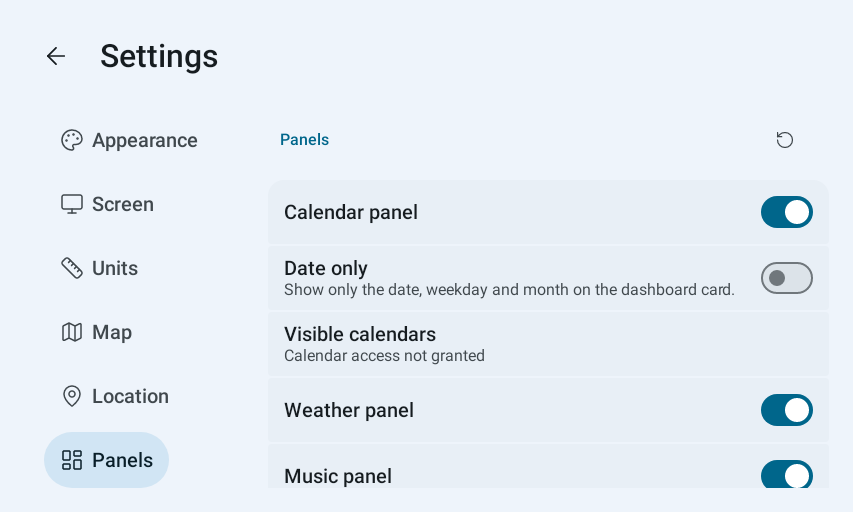 Settings
Appearance
Screen
Units
Map
Location
Panels
Panels
Calendar panel
Date only
Show only the date, weekday and month on the dashboard card.
Visible calendars
Calendar access not granted
Weather panel
Music panel